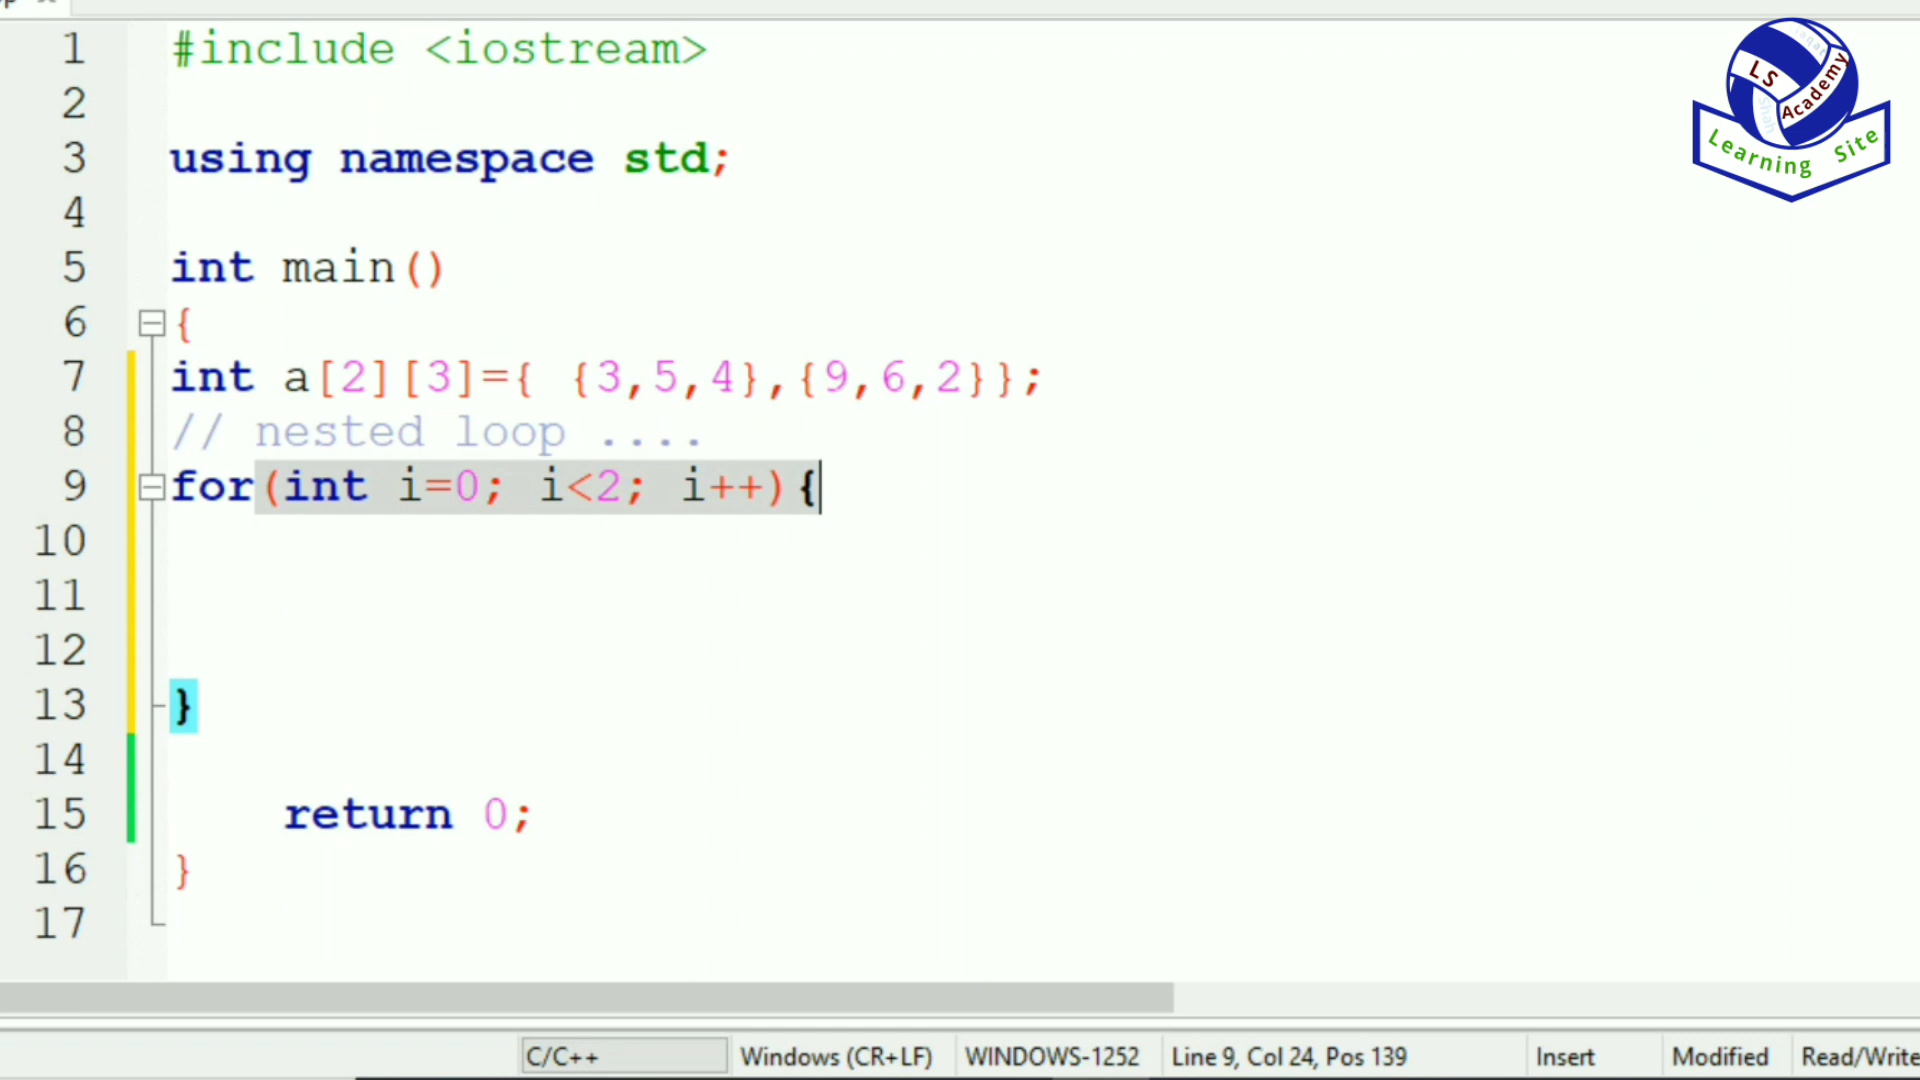 1 #include <iostream>
2
3 using namespace std;
4
5 int main()
6 {
7 int a[2][3]={ {3,5,4},{9,6,2}};
8 // nested loop ....
9 for(int i=0; i<2; i++){
10
11
12
13 }
14
15 return 0;
16 }
17
LS
Academy
Learning Site
C/C++ Windows (CR+LF) WINDOWS-1252 Line 9, Col 24, Pos 139 Insert Modified Read/Write